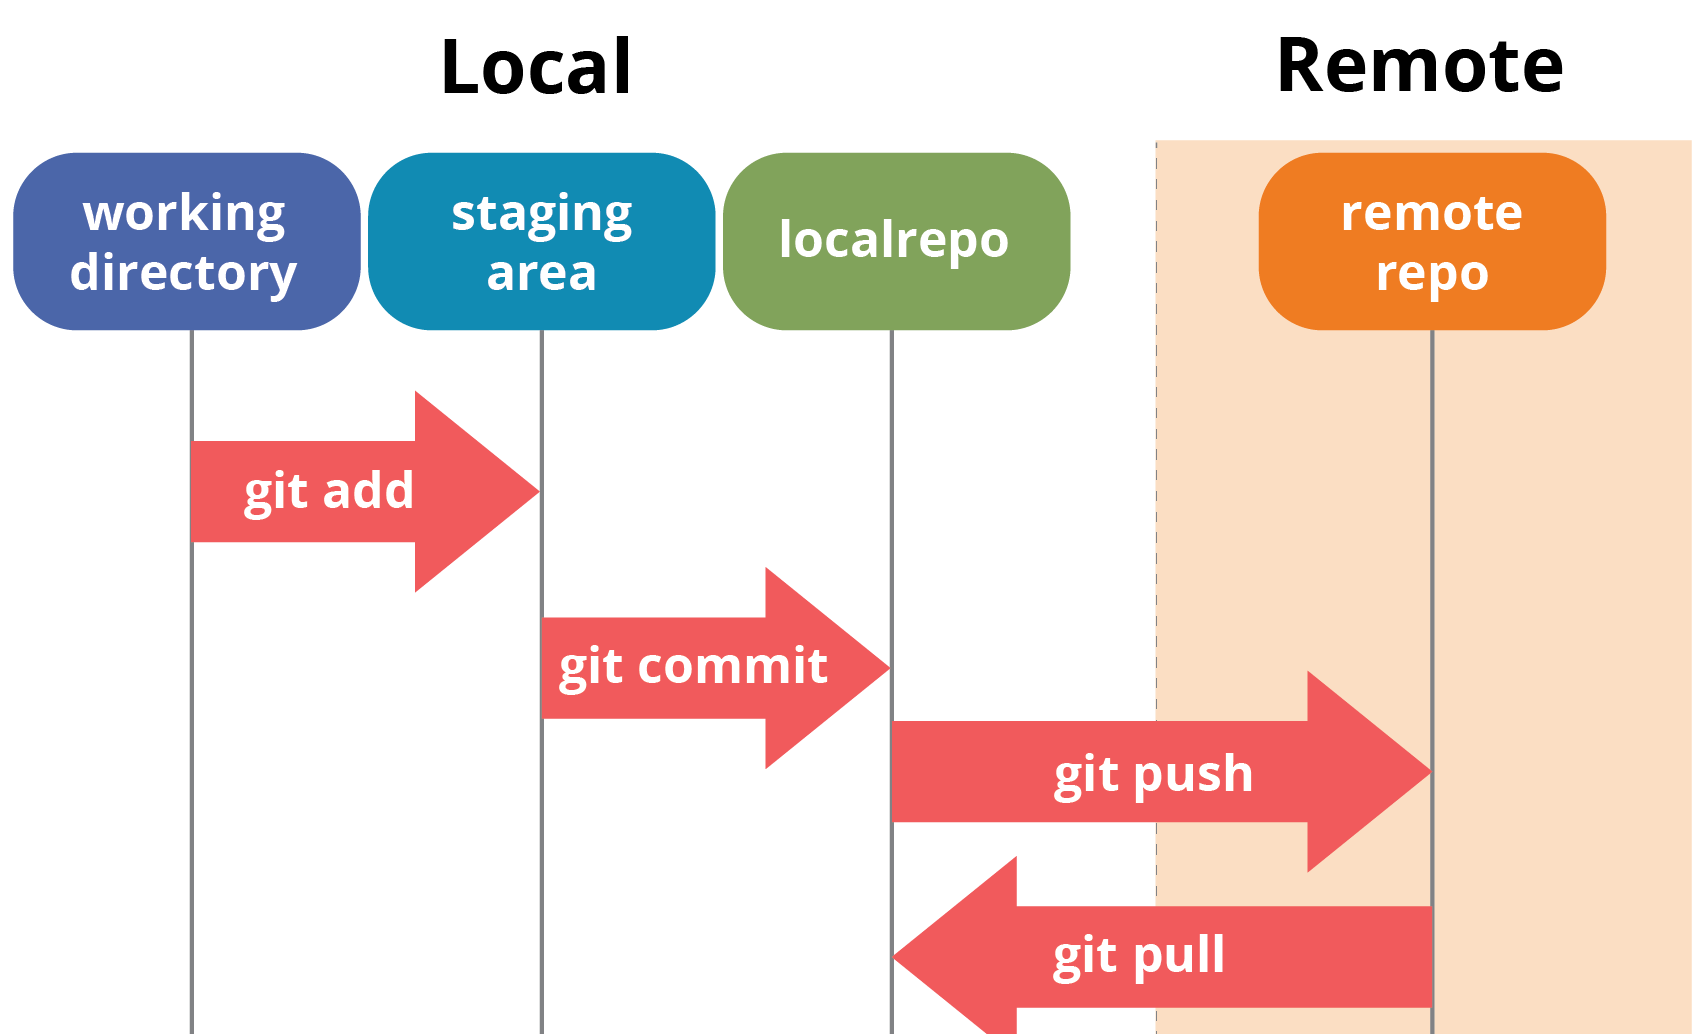 Local
Remote
working
directory
staging
area
localrepo
remote
repo
git add
git commit
git push
git pull